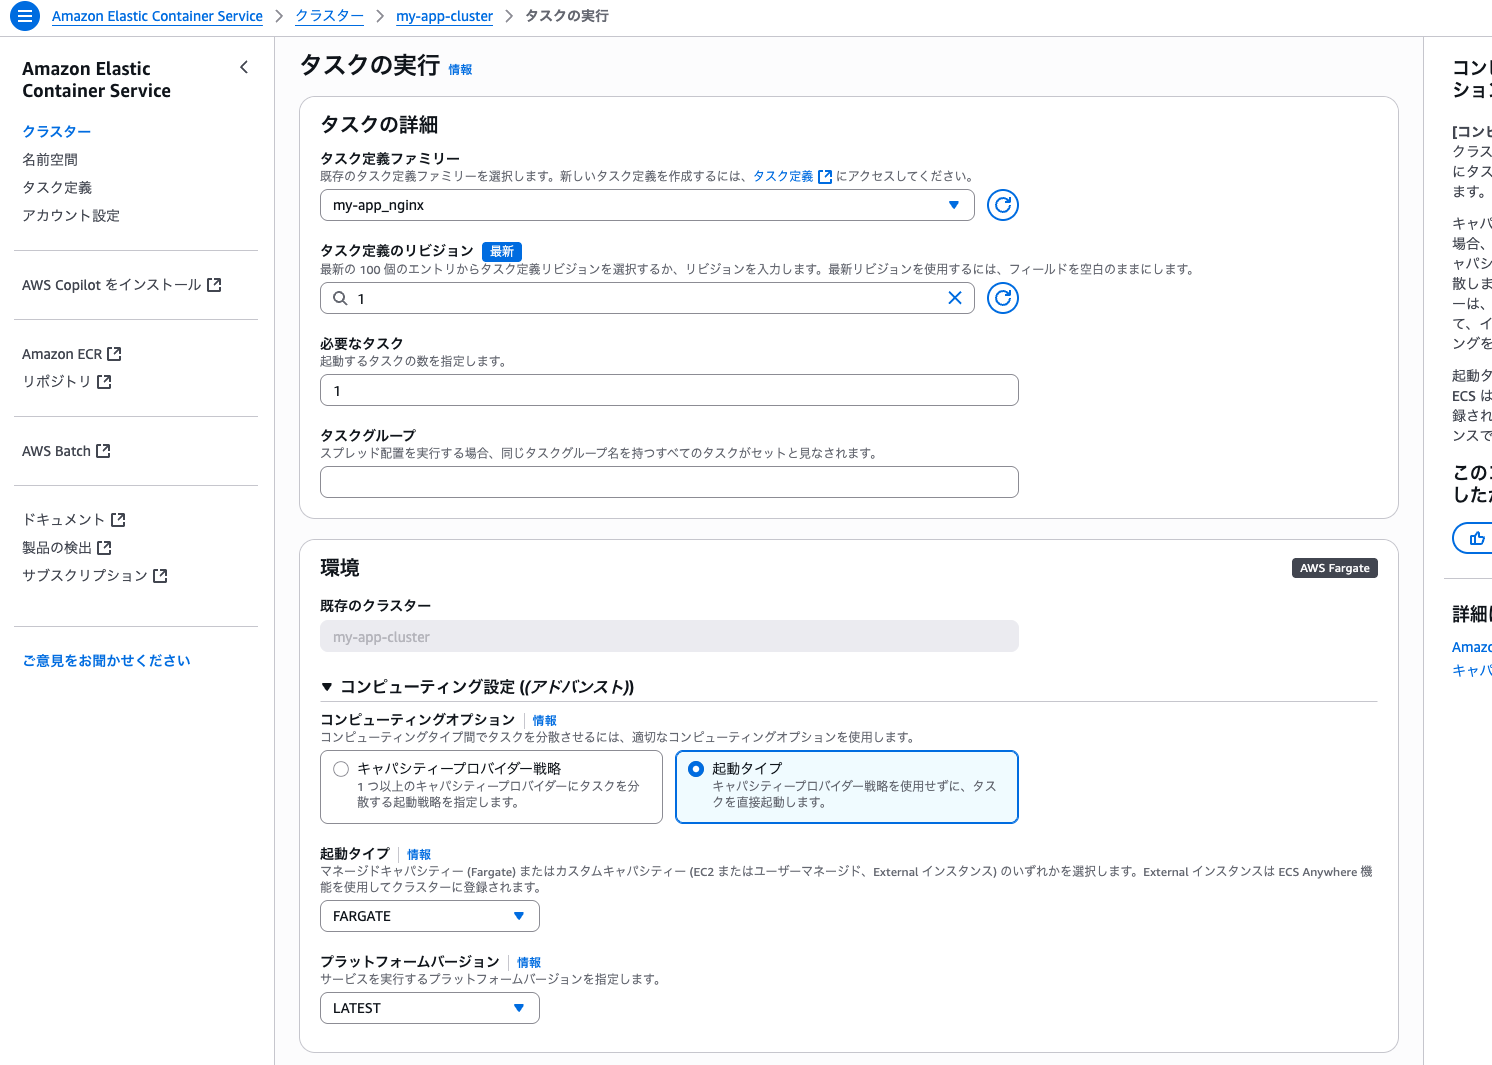 Amazon Elastic Container Service > クラスター > my-app-cluster > タスクの実行
Amazon Elastic
Container Service
クラスター
名前空間
タスク定義
アカウント設定
AWS Copilot をインストール
Amazon ECR
リポジトリ
AWS Batch
ドキュメント
製品の検出
サブスクリプション
ご意見をお聞かせください
タスクの実行 情報
タスクの詳細
タスク定義ファミリー
既存のタスク定義ファミリーを選択します。新しいタスク定義を作成するには、タスク定義 にアクセスしてください。
my-app_nginx
タスク定義のリビジョン 最新
最新の 100 個のエントリからタスク定義リビジョンを選択するか、リビジョンを入力します。最新リビジョンを使用するには、フィールドを空白のままにします。
1
必要なタスク
起動するタスクの数を指定します。
1
タスクグループ
スプレッド配置を実行する場合、同じタスクグループ名を持つすべてのタスクがセットと見なされます。
環境
AWS Fargate
既存のクラスター
my-app-cluster
コンピューティング設定 ((アドバンスト))
コンピューティングオプション 情報
コンピューティングタイプ間でタスクを分散させるには、適切なコンピューティングオプションを使用します。
キャパシティープロバイダー戦略
1 つ以上のキャパシティープロバイダーにタスクを分
散する起動戦略を指定します。
起動タイプ
キャパシティープロバイダー戦略を使用せずに、タス
クを直接起動します。
起動タイプ 情報
マネージドキャパシティー (Fargate) またはカスタムキャパシティー (EC2 またはユーザーマネージド、External インスタンス) のいずれかを選択します。External インスタンスは ECS Anywhere 機
能を使用してクラスターに登録されます。
FARGATE
プラットフォームバージョン 情報
サービスを実行するプラットフォームバージョンを指定します。
LATEST
コン
ション
[コン
クラス
にタス
ます。
キャパ
場合、
ャパシ
散しま
ーは、
て、イ
ングを
起動タ
ECS は
録され
ンスで
この
した
詳細
Amazo
キャパ